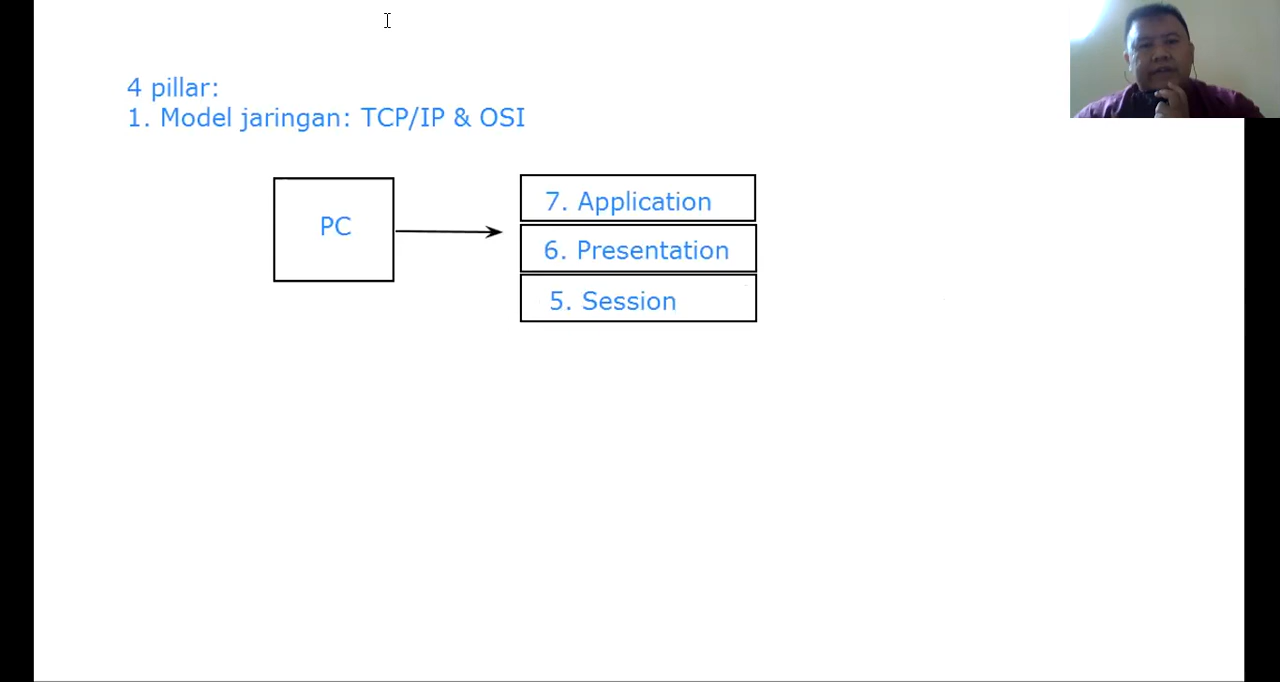 4 pillar:
1. Model jaringan: TCP/IP & OSI
PC
7. Application
6. Presentation
5. Session